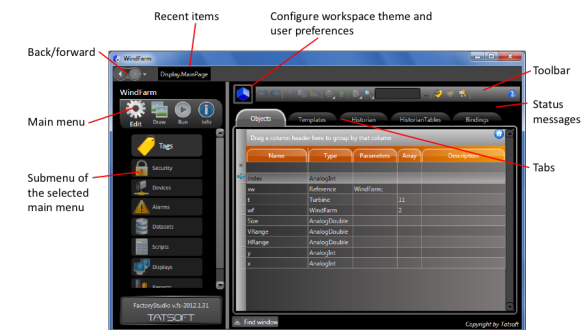 Recent items
Configure workspace theme and
user preferences
Back/forward
WindFarm
Display.MainPage
Toolbar
WindFarm
Main menu
Edit Draw Run Info
Status
messages
Objects Templates Historian HistorianTables Bindings
Drag a column header here to group by that column
Name Type Parameters Array Description
Tabs
Submenu of
the selected
main menu
Tags
Security
Devices
Alarms
Datasets
Scripts
Displays
Reports
index AnalogInt
xw Reference WindFarm;
t Turbine 11
wf WindFarm 2
Size AnalogDouble
VRange AnalogDouble
HRange AnalogDouble
y AnalogInt
x AnalogInt
FactoryStudio v.fs-2012.1.31
TATSOFT
Find window
Copyright by Tatsoft